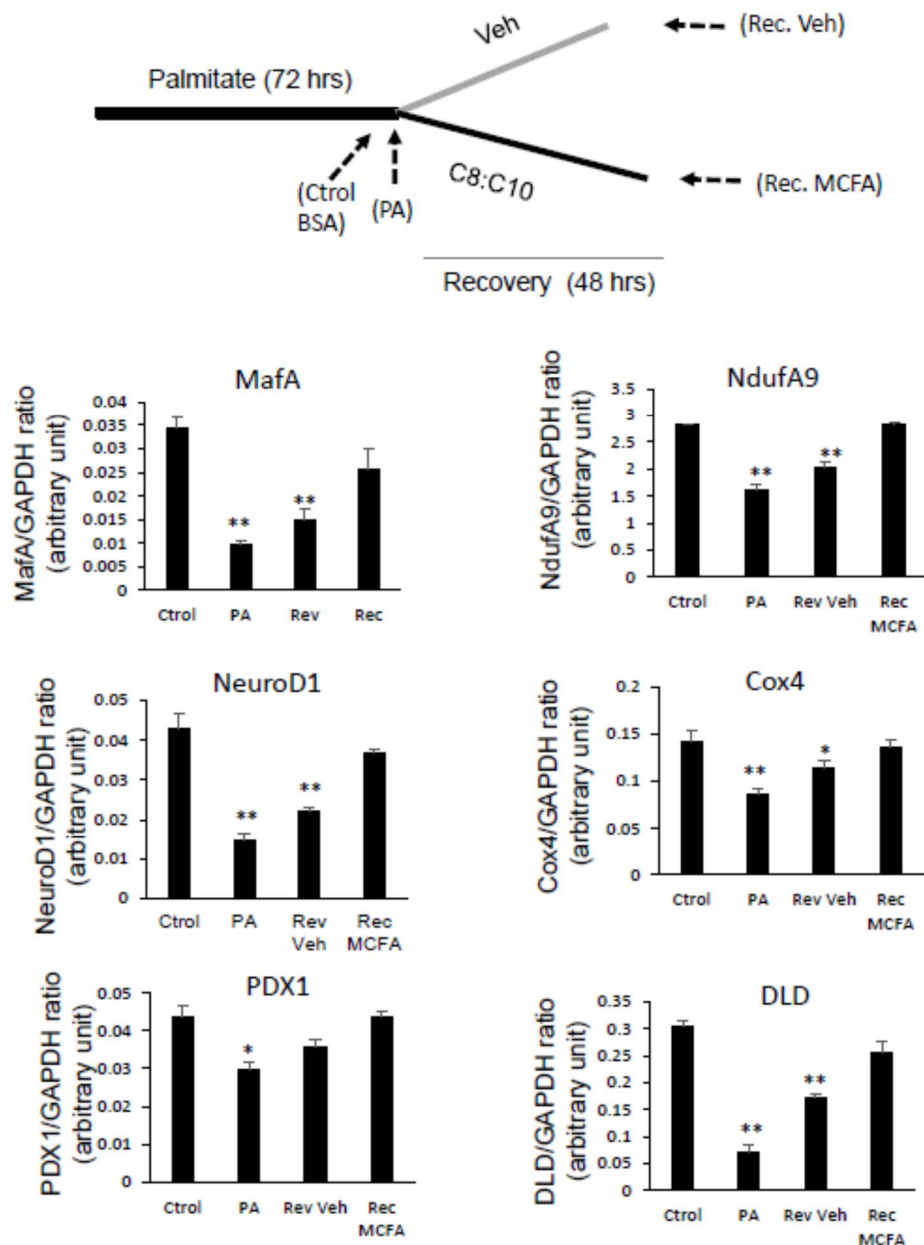 Veh
(Rec. Veh)
Palmitate (72 hrs)
(Ctrol
BSA)
(PA)
C8:C10
(Rec. MCFA)
Recovery (48 hrs)
MafA
MafA/GAPDH ratio
(arbitrary unit)
0.04
0.035
0.03
0.025
0.02
0.015
0.01
0.005
0
**
**
Ctrol
PA
Rev
Rec
NdufA9
NdufA9/GAPDH ratio
(arbitrary unit)
3.5
3
2.5
2
1.5
1
0.5
0
**
**
Ctrol
PA
Rev Veh
Rec
MCFA
NeuroD1
NeuroD1/GAPDH ratio
(arbitrary unit)
0.05
0.04
0.03
0.02
0.01
0
**
**
Ctrol
PA
Rev
Veh
Rec
MCFA
Cox4
Cox4/GAPDH ratio
(arbitrary unit)
0.2
0.15
0.1
0.05
0
**
*
Ctrol
PA
Rev Veh
Rec
MCFA
PDX1
PDX1/GAPDH ratio
(arbitrary unit)
0.05
0.04
0.03
0.02
0.01
0
*
Ctrol
PA
Rev Veh
Rec
MCFA
DLD
DLD/GAPDH ratio
(arbitrary unit)
0.35
0.3
0.25
0.2
0.15
0.1
0.05
0
**
**
Ctrol
PA
Rev Veh
Rec
MCFA